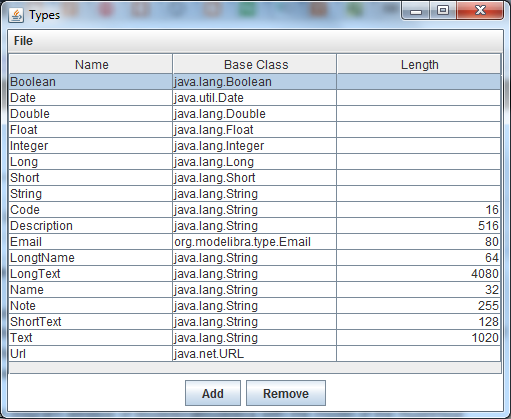 Types
File
Name Base Class Length
Boolean java.lang.Boolean
Date java.util.Date
Double java.lang.Double
Float java.lang.Float
Integer java.lang.Integer
Long java.lang.Long
Short java.lang.Short
String java.lang.String
Code java.lang.String 16
Description java.lang.String 516
Email org.modelibra.type.Email 80
LongtName java.lang.String 64
LongText java.lang.String 4080
Name java.lang.String 32
Note java.lang.String 255
ShortText java.lang.String 128
Text java.lang.String 1020
Url java.net.URL
Add Remove